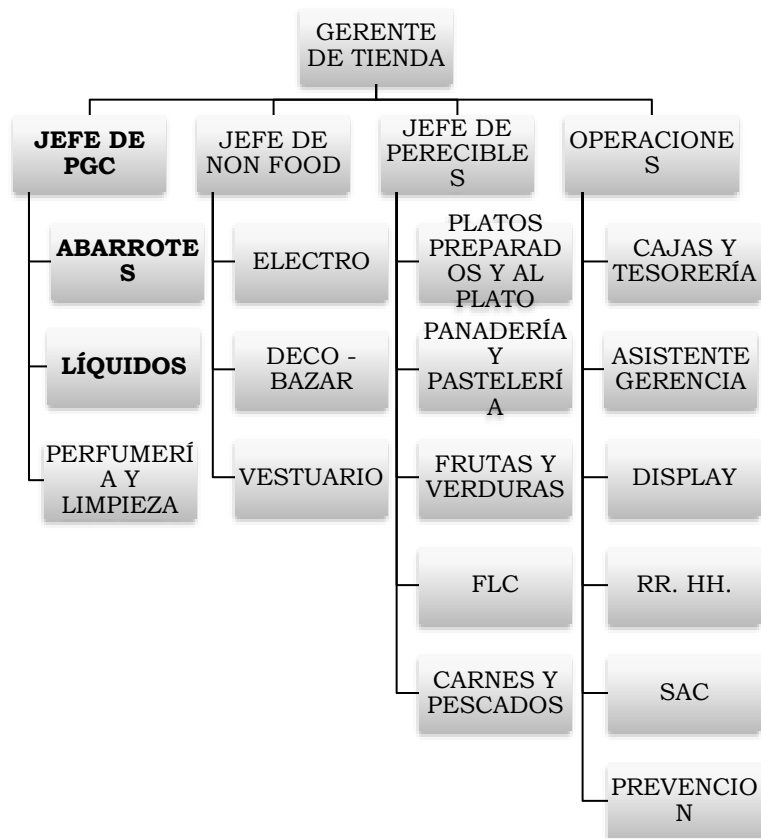 GERENTE
DE TIENDA
JEFE DE
PGC
ABARROTE
S
LÍQUIDOS
PERFUMERÍ
A Y
LIMPIEZA
JEFE DE
NON FOOD
ELECTRO
DECO -
BAZAR
VESTUARIO
JEFE DE
PERECIBLE
S
PLATOS
PREPARAD
OS Y AL
PLATO
PANADERÍA
Y
PASTELERÍ
A
FRUTAS Y
VERDURAS
FLC
CARNES Y
PESCADOS
OPERACIONE
S
CAJAS Y
TESORERÍA
ASISTENTE
GERENCIA
DISPLAY
RR. HH.
SAC
PREVENCIO
N